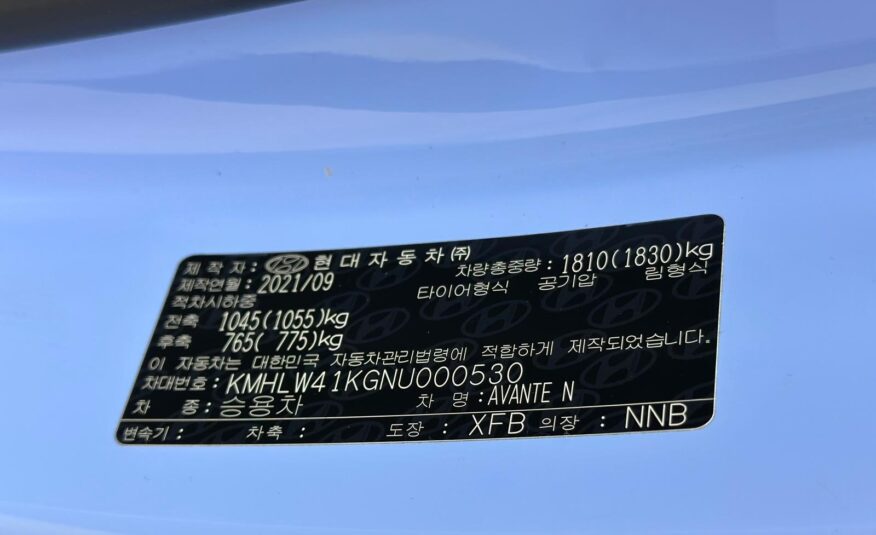 제 작 자 : 현대자동차㈜
제작연월 : 2021/09 차량총중량 : 1810(1830)kg
적차시하중 타이어형식 공기압 림형식
전축 1045(1055)kg
후축 765( 775)kg
이 자동차는 대한민국 자동차관리법령에 적합하게 제작되었습니다.
차대번호 : KMHLW41KGNU000530
차 종 : 승용차 차 명 : AVANTE N
변속기 : 차축 : 도장 : XFB 의장 : NNB